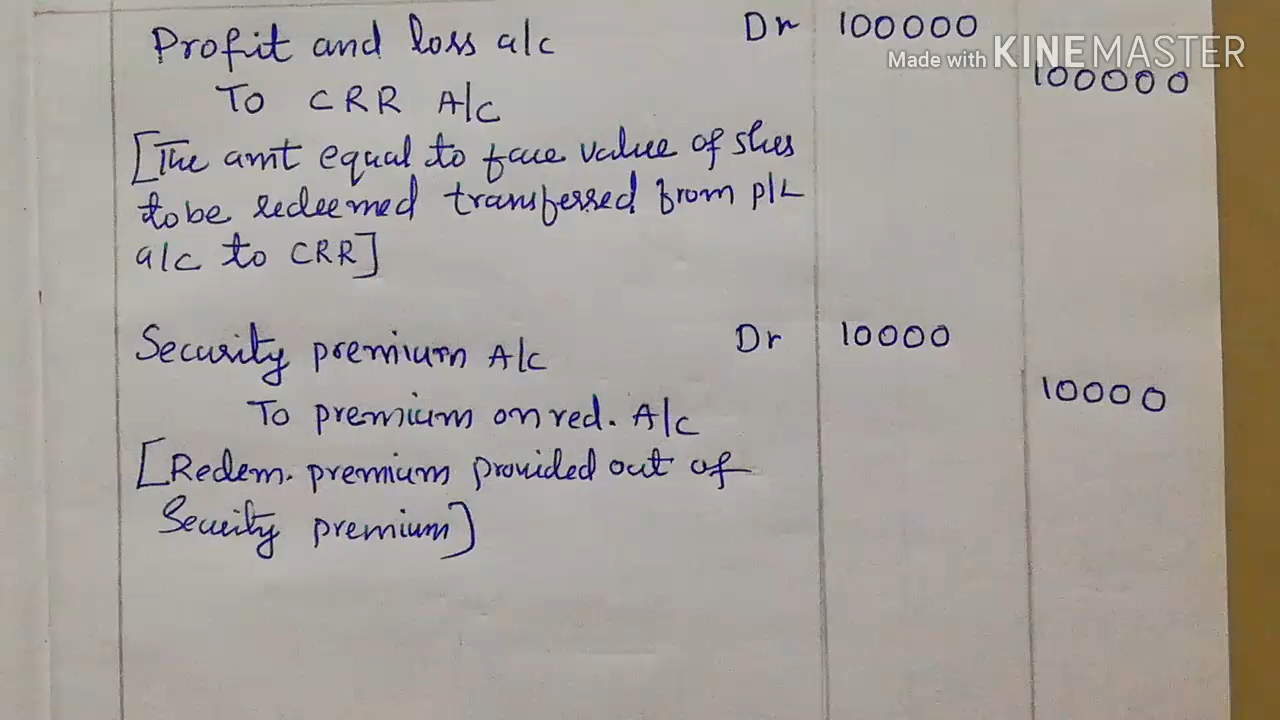 Profit and loss a/c Dr 100000
Made with KINEMASTER
To CRR A/c 100000
[The amt equal to face value of shes
to be redeemed transferred from P/L
a/c to CRR]
Security premium A/c Dr 10000
To premium on red. A/c 10000
[Redem. premium provided out of
Security premium]